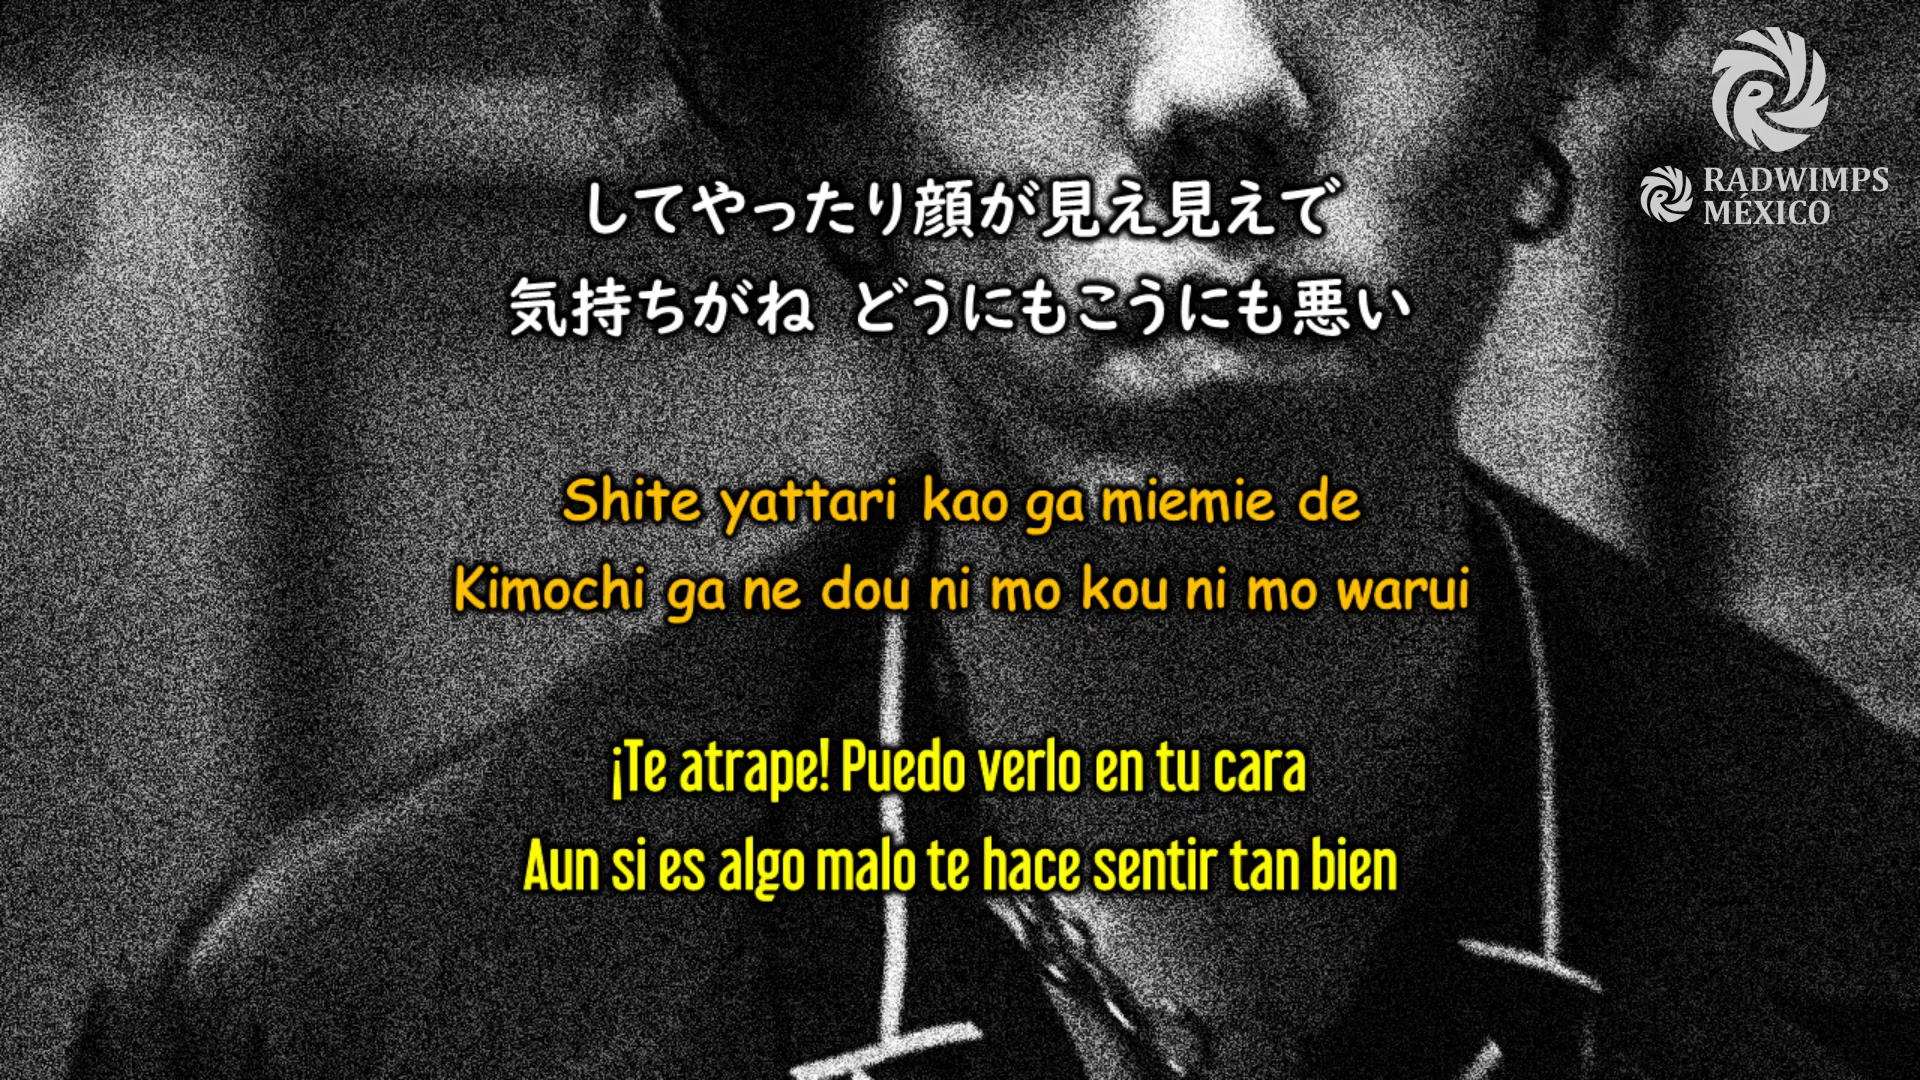 RADWIMPS
MÉXICO
してやったり顔が見え見えで
気持ちがね どうにもこうにも悪い
Shite yattari kao ga miemie de
Kimochi ga ne dou ni mo kou ni mo warui
¡Te atrape! Puedo verlo en tu cara
Aun si es algo malo te hace sentir tan bien